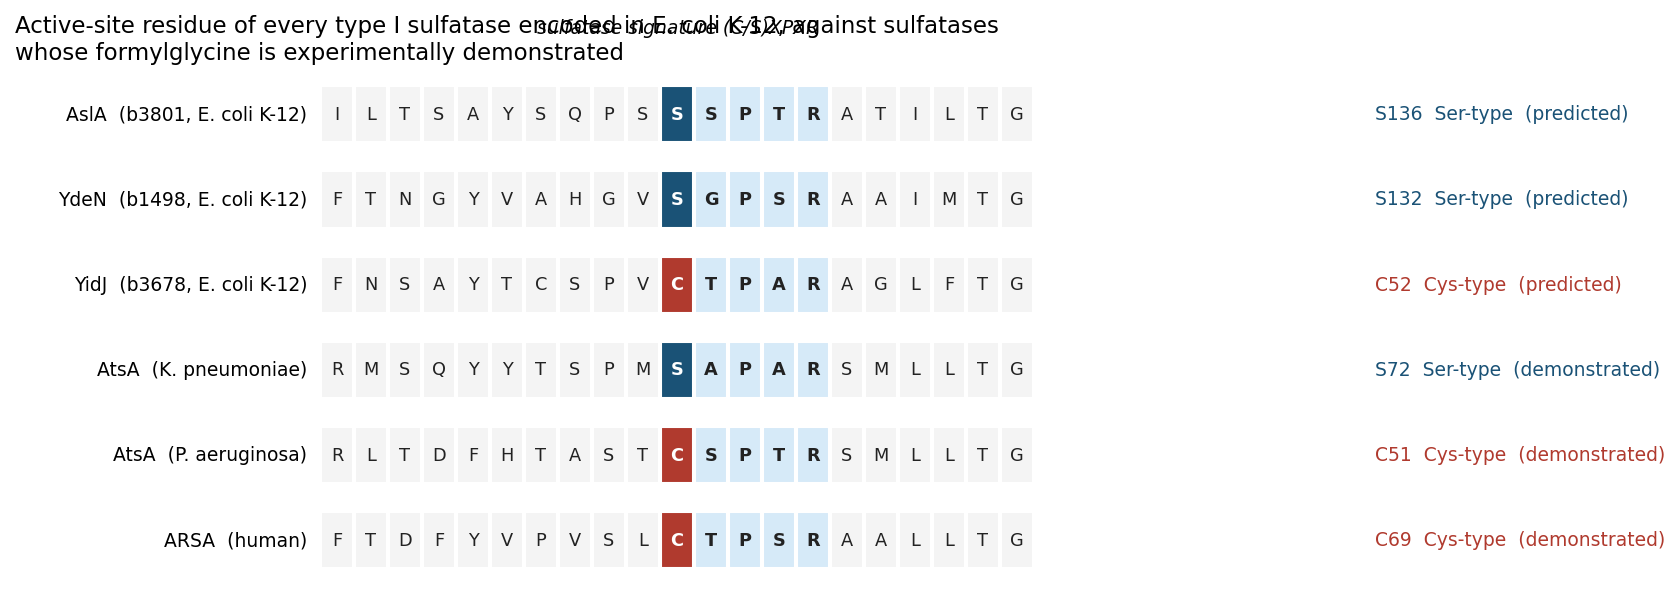 Active-site residue of every type I sulfatase encoded in E. coli K-12, against sulfatases
whose formylglycine is experimentally demonstrated
sulfatase signature (C/S)XPXR
AslA (b3801, E. coli K-12) I L T S A Y S Q P S S S P T R A T I L T G S136 Ser-type (predicted)
YdeN (b1498, E. coli K-12) F T N G Y V A H G V S G P S R A A I M T G S132 Ser-type (predicted)
YidJ (b3678, E. coli K-12) F N S A Y T C S P V C T P A R A G L F T G C52 Cys-type (predicted)
AtsA (K. pneumoniae) R M S Q Y Y T S P M S A P A R S M L L T G S72 Ser-type (demonstrated)
AtsA (P. aeruginosa) R L T D F H T A S T C S P T R S M L L T G C51 Cys-type (demonstrated)
ARSA (human) F T D F Y V P V S L C T P S R A A L L T G C69 Cys-type (demonstrated)